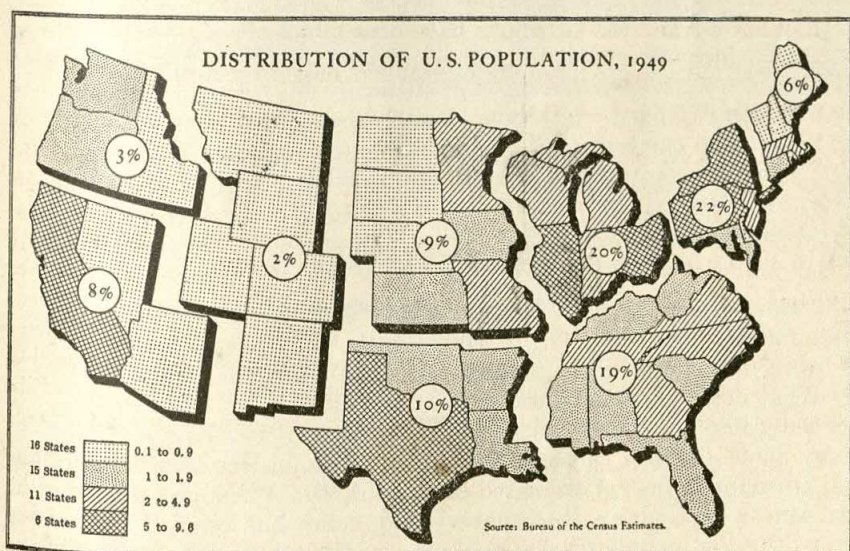 DISTRIBUTION OF U.S. POPULATION, 1949
6%
3%
22%
9%
2%
20%
8%
19%
10%
16 States 0.1 to 0.9
15 States 1 to 1.9
11 States 2 to 4.9
6 States 5 to 9.6
Source: Bureau of the Census Estimates.